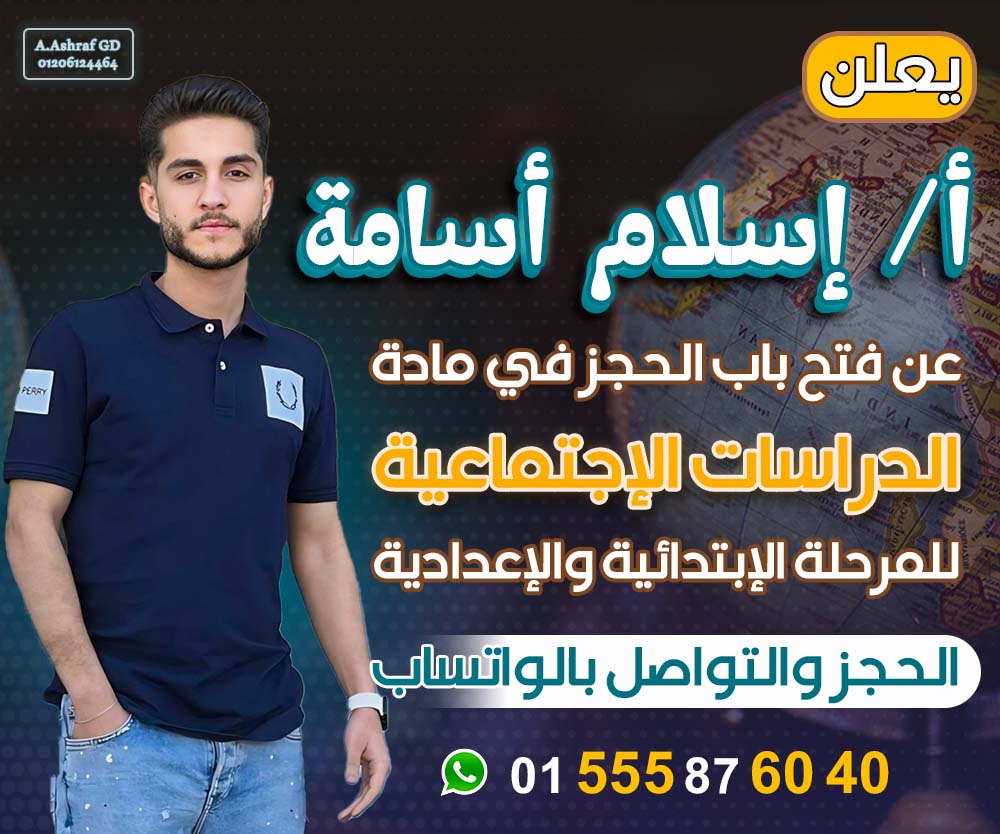 A.Ashraf GD
01206124464
يعلن
أ/ إسلام أسامة
عن فتح باب الحجز في مادة
الدراسات الإجتماعية
للمرحلة الإبتدائية والإعدادية
الحجز والتواصل بالواتساب
01 555 87 60 40
PERRY